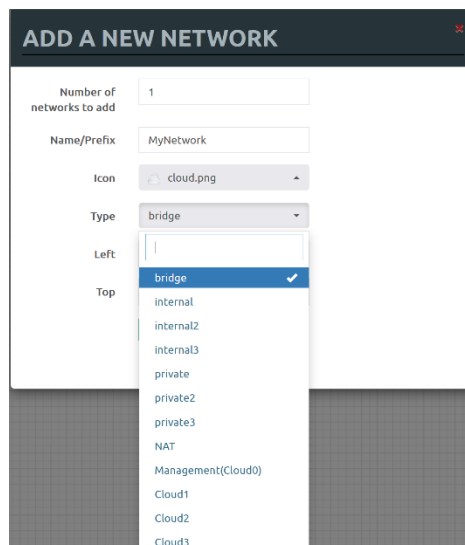 ADD A NEW NETWORK
Number of networks to add
1
Name/Prefix
MyNetwork
Icon
cloud.png
Type
bridge
Left
Top
bridge
internal
internal2
internal3
private
private2
private3
NAT
Management(Cloud0)
Cloud1
Cloud2
Cloud3